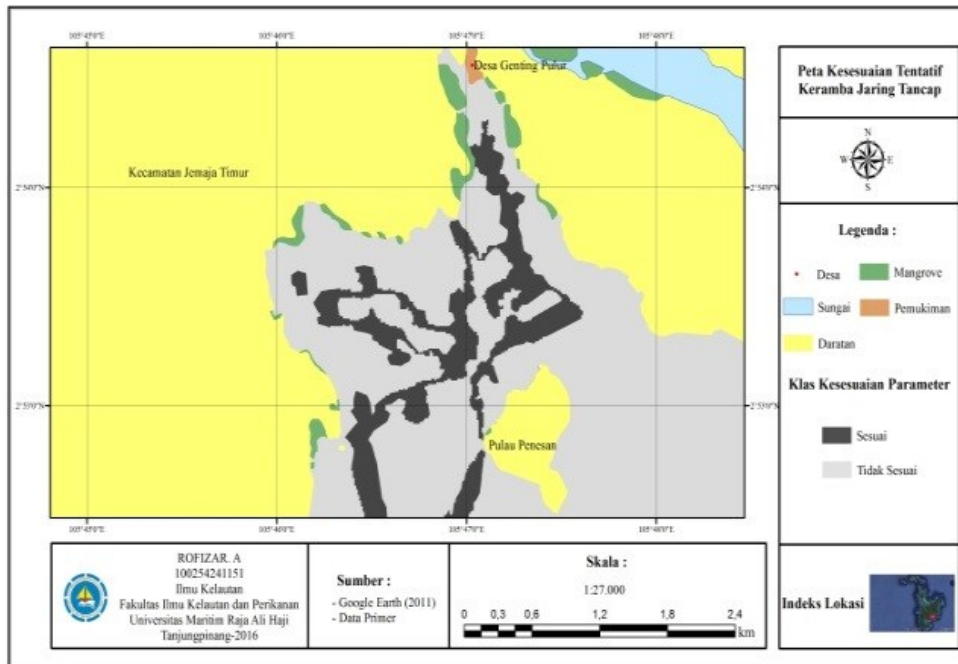 105°45'0"E 105°46'0"E 105°47'0"E 105°48'0"E
Desa Genting Pulur
Kecamatan Jemaja Timur
2°54'0"N 2°54'0"N
2°53'0"N 2°53'0"N
Pulau Penesan
105°45'0"E 105°46'0"E 105°47'0"E 105°48'0"E
Peta Kesesuaian Tentatif
Keramba Jaring Tancap
N
W E
S
Legenda :
Desa Mangrove
Sungai Pemukiman
Daratan
Klas Kesesuaian Parameter
Sesuai
Tidak Sesuai
Indeks Lokasi
ROFIZAR. A
100254241151
Ilmu Kelautan
Fakultas Ilmu Kelautan dan Perikanan
Universitas Maritim Raja Ali Haji
Tanjungpinang-2016
Sumber :
- Google Earth (2011)
- Data Primer
Skala :
1:27.000
0 0,3 0,6 1,2 1,8 2,4
km